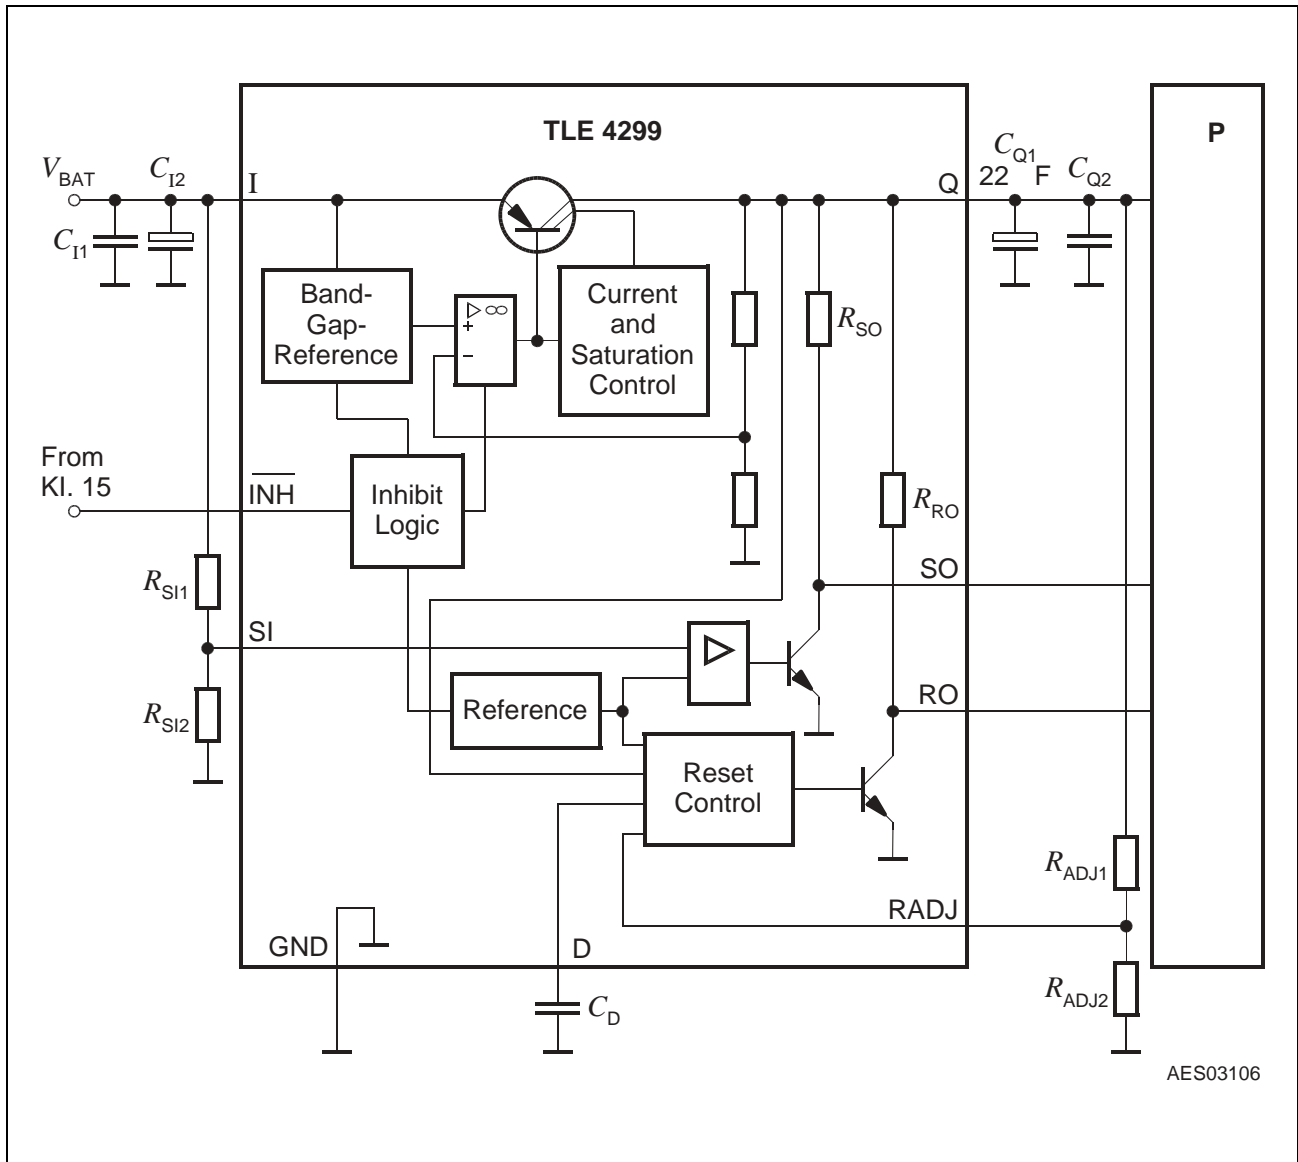 TLE 4299
P
V_BAT
C_I2
I
Q
C_Q1
22 F
C_Q2
C_I1
Band-
Gap-
Reference
▷ ∞
+
−
Current
and
Saturation
Control
R_SO
From
Kl. 15
I̅N̅H̅
Inhibit
Logic
R_RO
SO
R_SI1
SI
R_SI2
Reference
RO
Reset
Control
R_ADJ1
RADJ
GND
D
R_ADJ2
C_D
AES03106